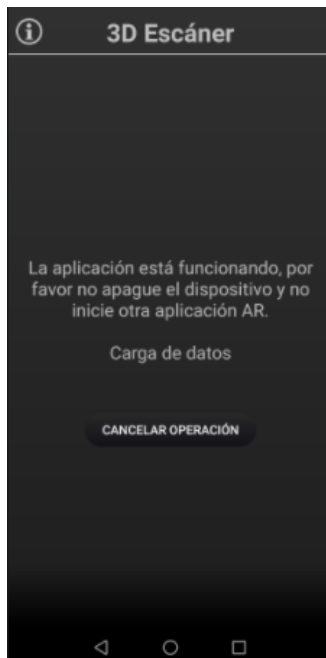 3D Escáner
La aplicación está funcionando, por
favor no apague el dispositivo y no
inicie otra aplicación AR.
Carga de datos
CANCELAR OPERACIÓN